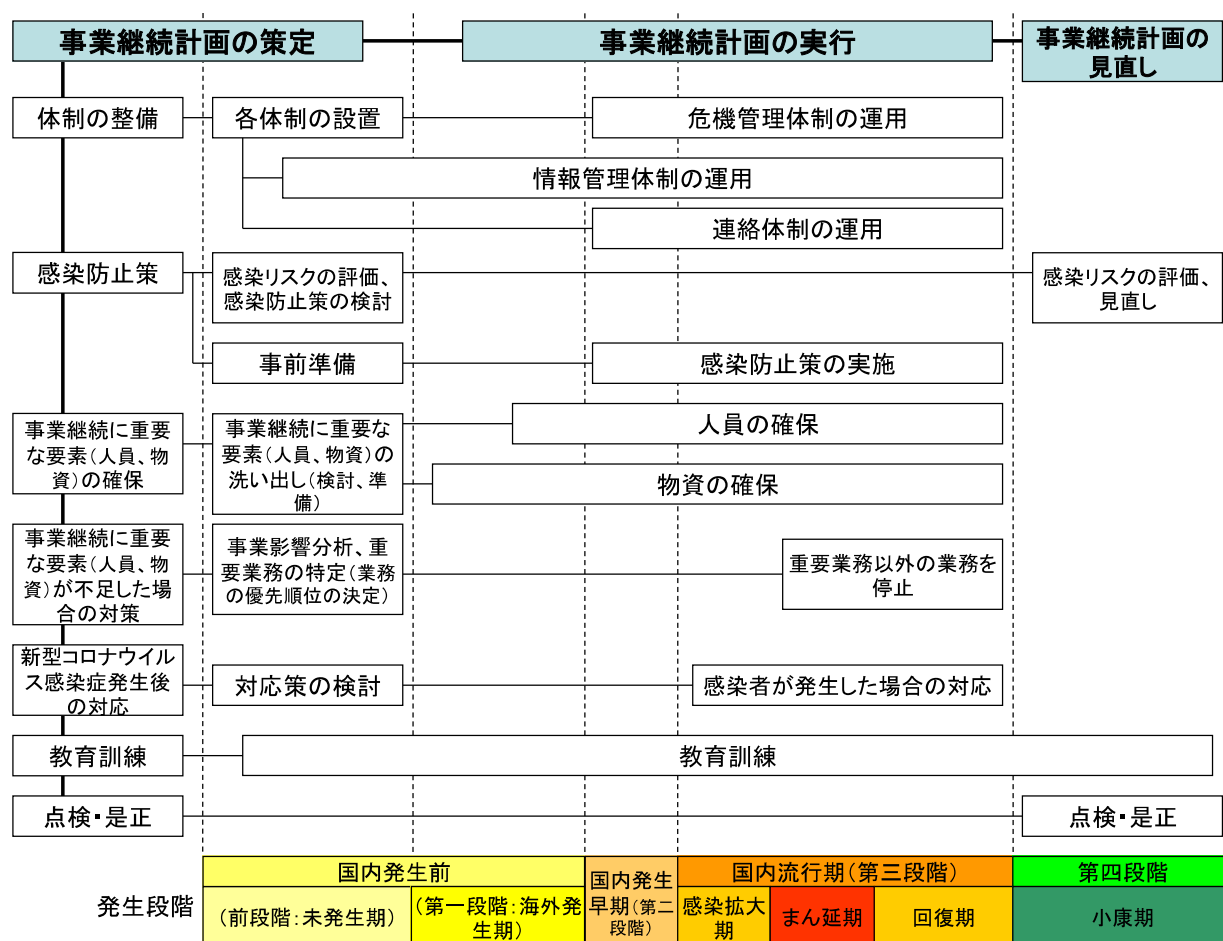 事業継続計画の策定
事業継続計画の実行
事業継続計画の
見直し
体制の整備
各体制の設置
危機管理体制の運用
情報管理体制の運用
連絡体制の運用
感染防止策
感染リスクの評価、
感染防止策の検討
感染リスクの評価、
見直し
事前準備
感染防止策の実施
事業継続に重要
な要素(人員、物
資)の確保
事業継続に重要な
要素(人員、物資)の
洗い出し(検討、準
備)
人員の確保
物資の確保
事業継続に重要
な要素(人員、物
資)が不足した場
合の対策
事業影響分析、重
要業務の特定(業務
の優先順位の決定)
重要業務以外の業務を
停止
新型コロナウイル
ス感染症発生後
の対応
対応策の検討
感染者が発生した場合の対応
教育訓練
教育訓練
点検・是正
点検・是正
発生段階
国内発生前
(前段階:未発生期)
(第一段階:海外発
生期)
国内発生
早期(第二
段階)
国内流行期(第三段階)
感染拡大
期
まん延期
回復期
第四段階
小康期